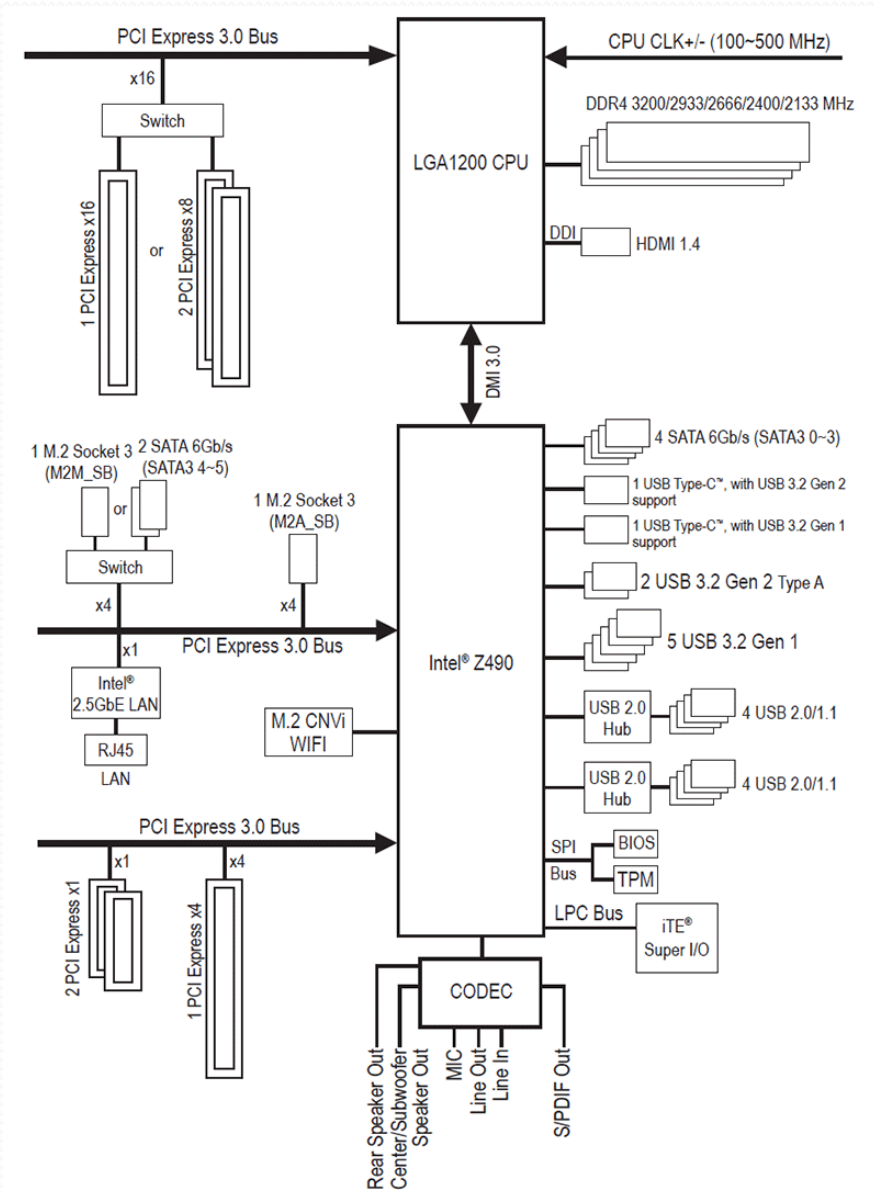 PCI Express 3.0 Bus
CPU CLK+/- (100~500 MHz)
x16
Switch
DDR4 3200/2933/2666/2400/2133 MHz
LGA1200 CPU
1 PCI Express x16
or
2 PCI Express x8
DDI
HDMI 1.4
DMI 3.0
1 M.2 Socket 3
(M2M_SB)
or
2 SATA 6Gb/s
(SATA3 4~5)
Switch
x4
1 M.2 Socket 3
(M2A_SB)
x4
PCI Express 3.0 Bus
x1
Intel®
2.5GbE LAN
RJ45
LAN
M.2 CNVi
WIFI
Intel® Z490
4 SATA 6Gb/s (SATA3 0~3)
1 USB Type-C™, with USB 3.2 Gen 2
support
1 USB Type-C™, with USB 3.2 Gen 1
support
2 USB 3.2 Gen 2 Type A
5 USB 3.2 Gen 1
USB 2.0
Hub
4 USB 2.0/1.1
USB 2.0
Hub
4 USB 2.0/1.1
PCI Express 3.0 Bus
x1
x4
2 PCI Express x1
1 PCI Express x4
SPI
Bus
BIOS
TPM
LPC Bus
iTE®
Super I/O
CODEC
Rear Speaker Out
Center/Subwoofer
Speaker Out
MIC
Line Out
Line In
S/PDIF Out